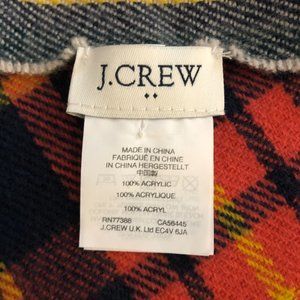 J.CREW
MADE IN CHINA
FABRIQUÉ EN CHINE
IN CHINA HERGESTELLT
中国製
100% ACRYLIC
100% ACRYLIQUE
100% ACRYL
RN77388 CA56445
J.CREW U.K. Ltd EC4V 6JA